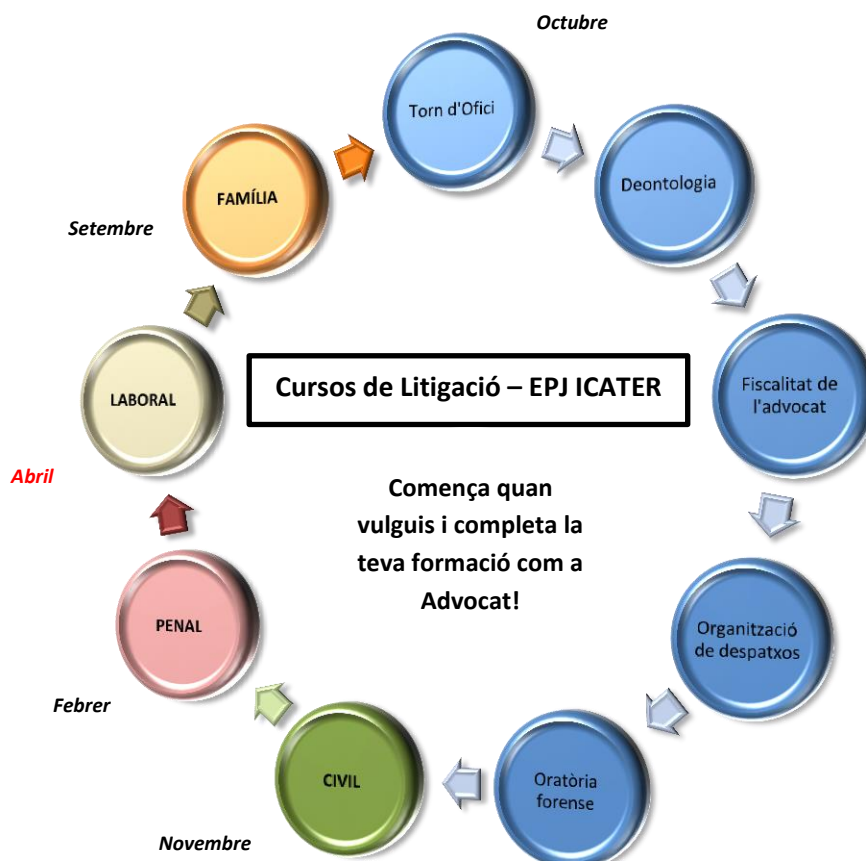 Octubre
Torn d'Ofici
Deontologia
FAMÍLIA
Setembre
LABORAL
Cursos de Litigació – EPJ ICATER
Fiscalitat de
l'advocat
Abril
Comença quan
vulguis i completa la
teva formació com a
Advocat!
PENAL
Organització
de despatxos
Febrer
CIVIL
Oratòria
forense
Novembre